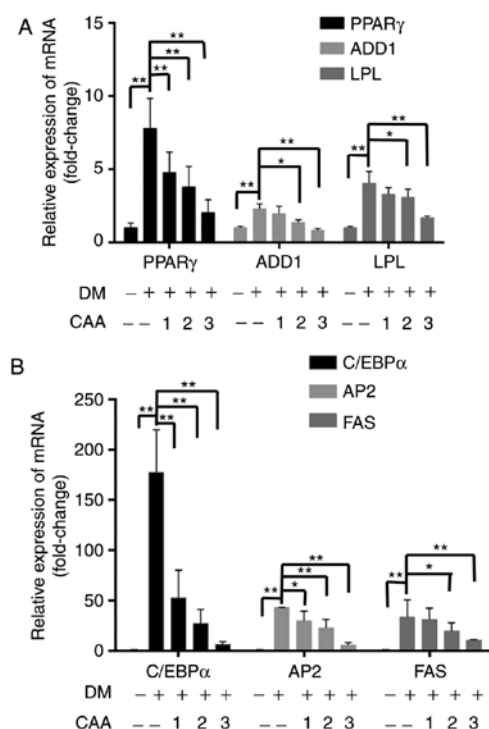 A
PPARγ
ADD1
LPL
Relative expression of mRNA
(fold-change)
15
10
5
0
** ** ** **
** * **
** * **
PPARγ ADD1 LPL
DM – + + + + – + + + + – + + + +
CAA – – 1 2 3 – – 1 2 3 – – 1 2 3
B
C/EBPα
AP2
FAS
Relative expression of mRNA
(fold-change)
250
200
150
100
50
0
** ** ** **
** * ** **
** * **
C/EBPα AP2 FAS
DM – + + + + – + + + + – + + + +
CAA – – 1 2 3 – – 1 2 3 – – 1 2 3